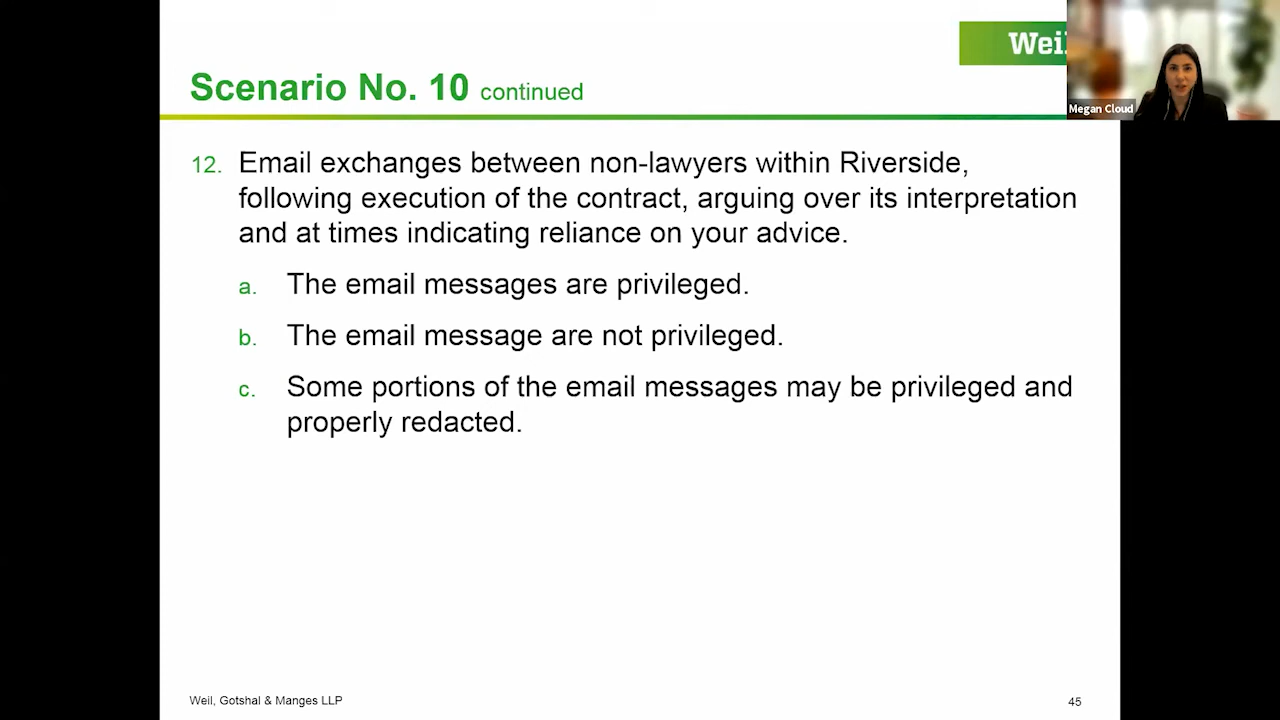 Weil
Scenario No. 10 continued
Megan Cloud
12. Email exchanges between non-lawyers within Riverside,
following execution of the contract, arguing over its interpretation
and at times indicating reliance on your advice.
a. The email messages are privileged.
b. The email message are not privileged.
c. Some portions of the email messages may be privileged and
properly redacted.
Weil, Gotshal & Manges LLP
45